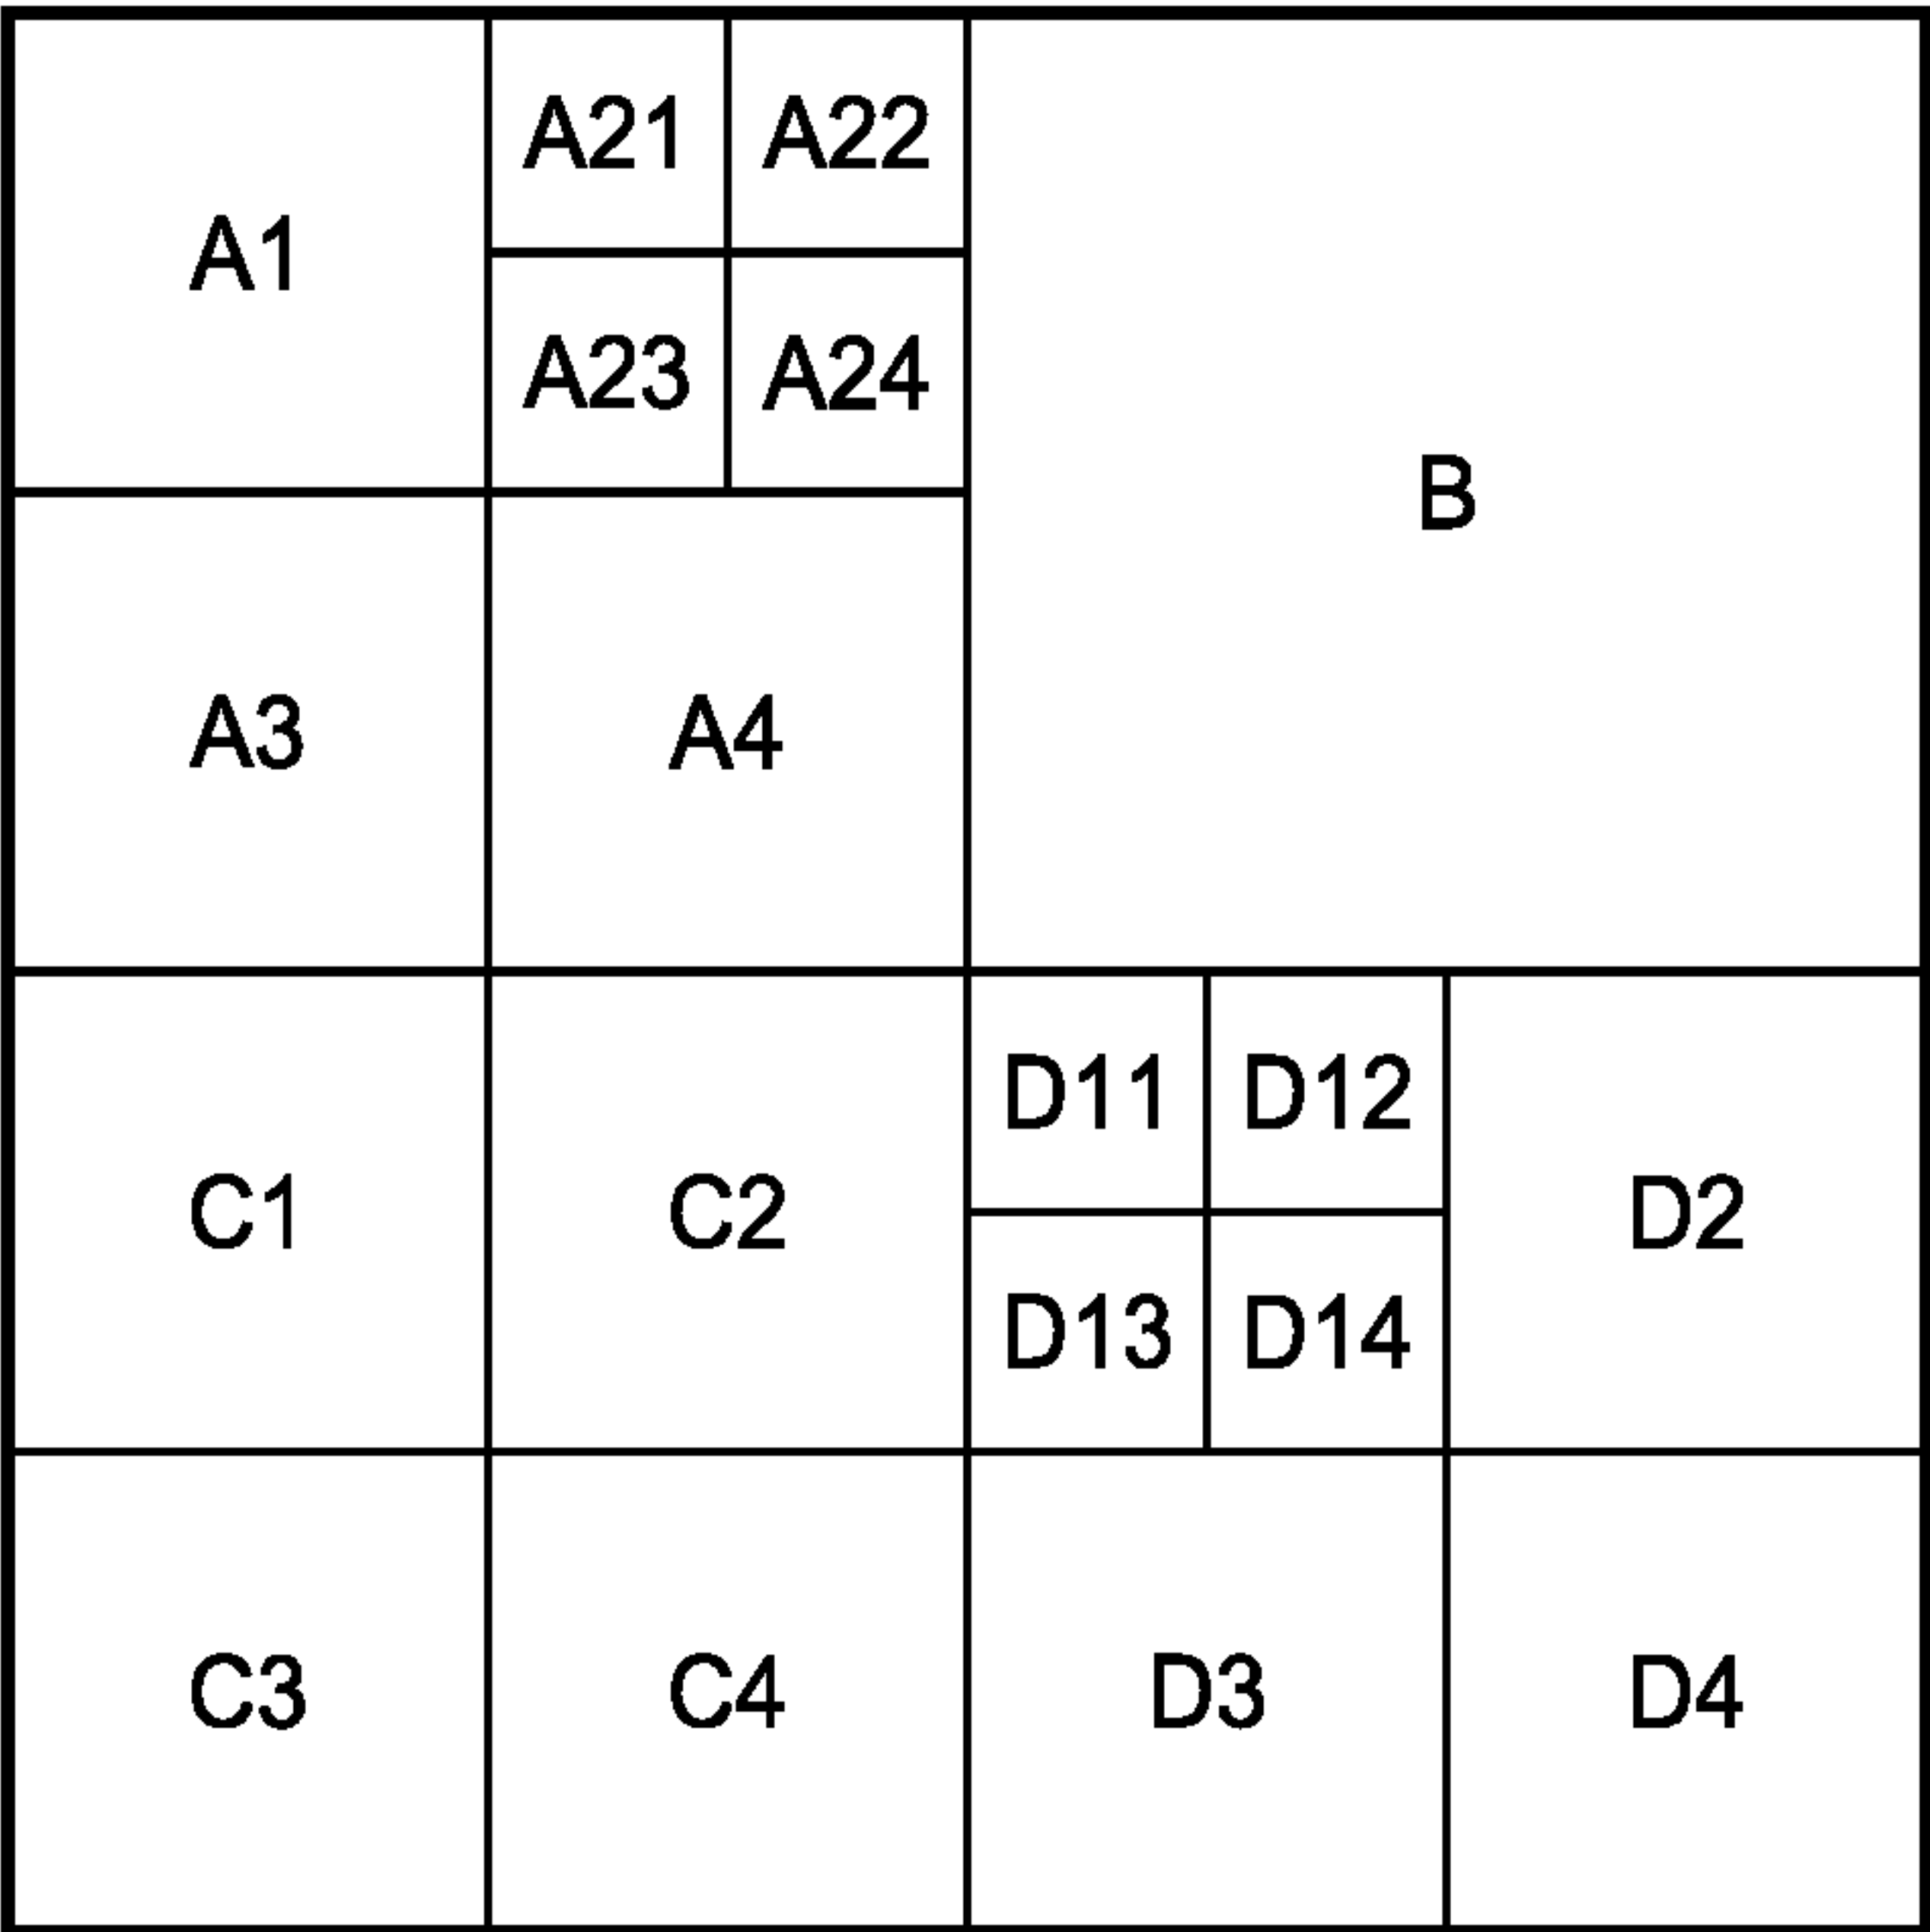 A21 A22
A1
A23 A24
B
A3 A4
D11 D12
C1 C2 D2
D13 D14
C3 C4 D3 D4